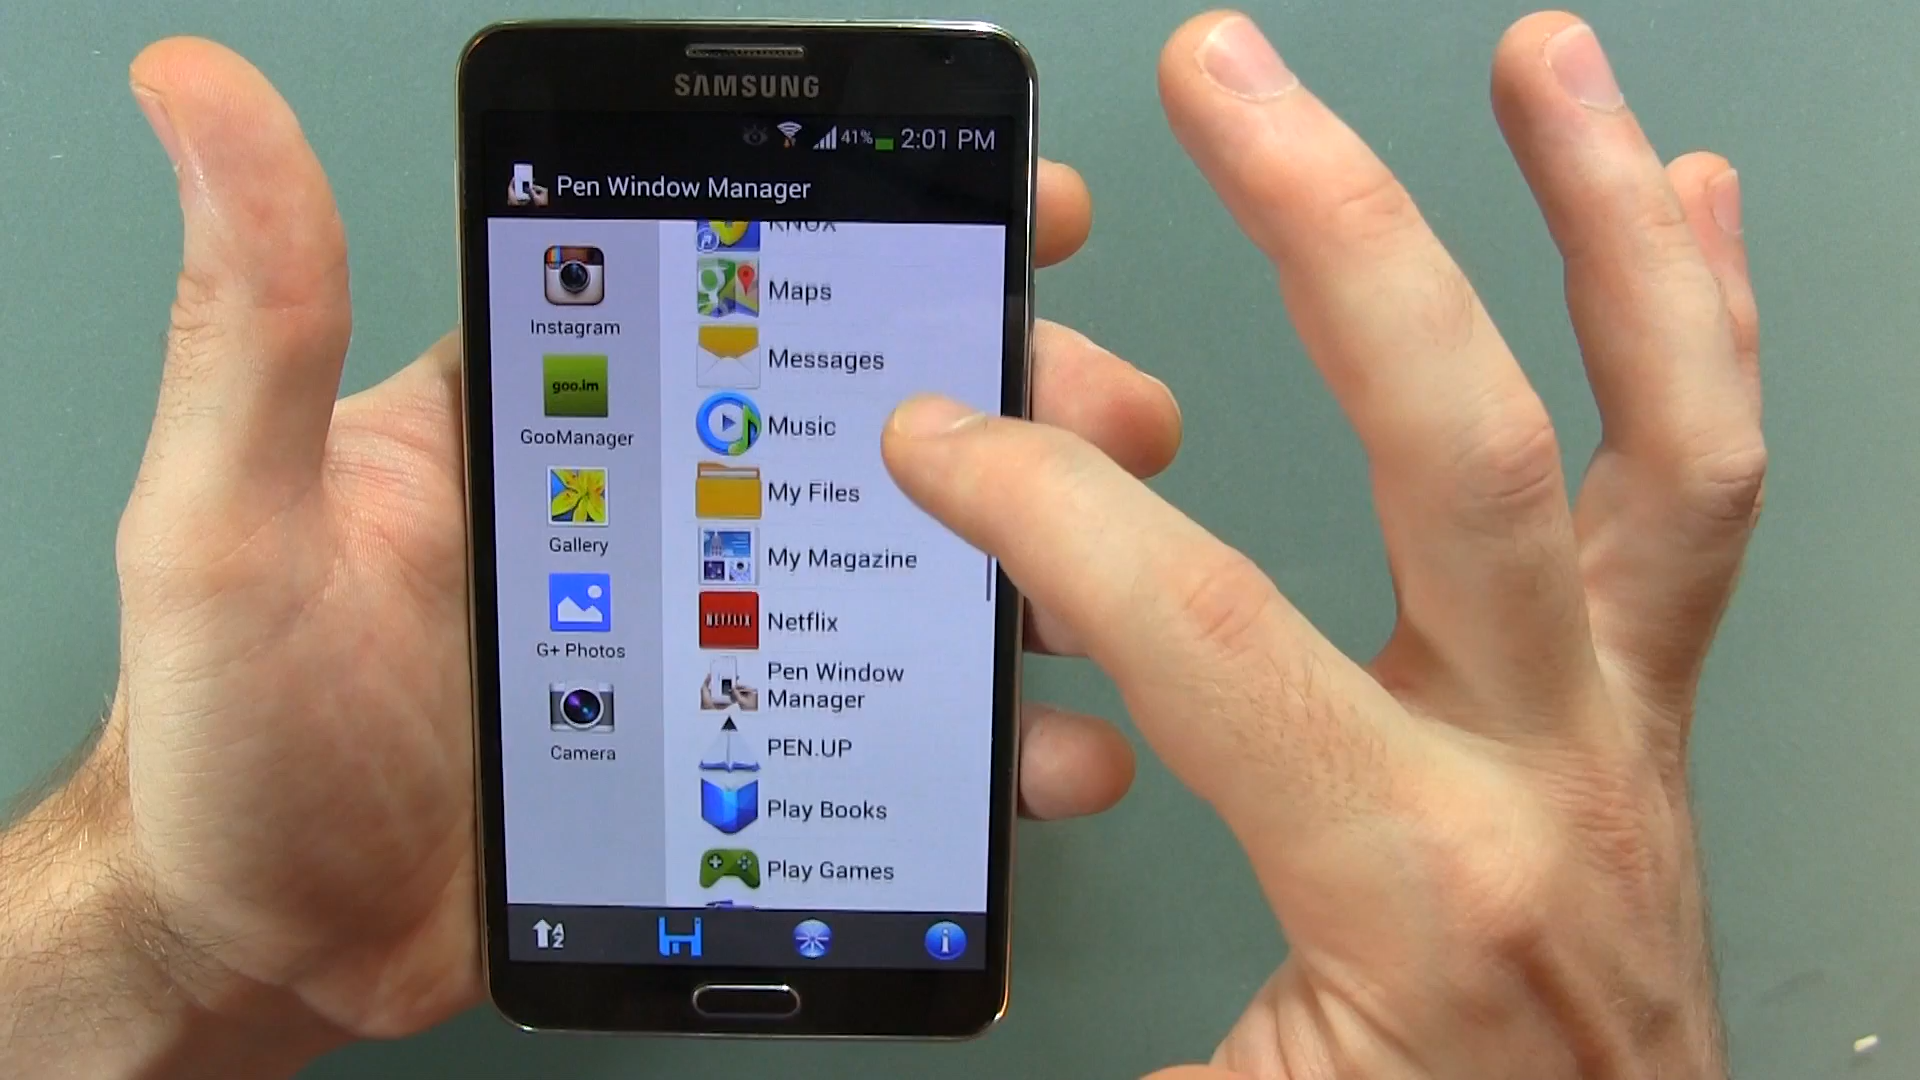 SAMSUNG
41% 2:01 PM
Pen Window Manager
Instagram
goo.im
GooManager
Gallery
G+ Photos
Camera
KNOX
Maps
Messages
Music
My Files
My Magazine
NETFLIX
Netflix
Pen Window
Manager
PEN.UP
Play Books
Play Games
A
Z
i